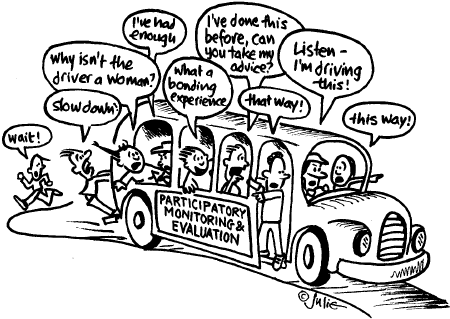 I've had
enough
I've done this
before, can
you take my
advice?
Listen -
I'm driving
this!
why isn't the
driver a woman?
what a
bonding
experience
slow down
that way!
this way!
wait!
PARTICIPATORY
MONITORING &
EVALUATION
© Julie